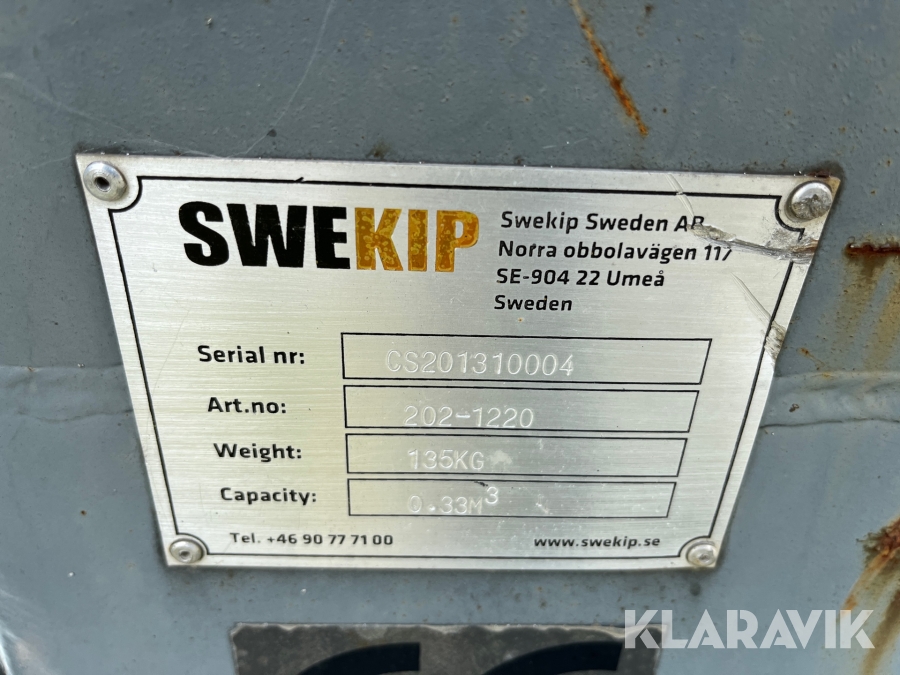 SWEKIP
Swekip Sweden AB
Norra obbolavägen 117
SE-904 22 Umeå
Sweden
Serial nr: CS201310004
Art.no: 202-1220
Weight: 135KG
Capacity: 0.33M³
Tel. +46 90 77 71 00 www.swekip.se
KLARAVIK